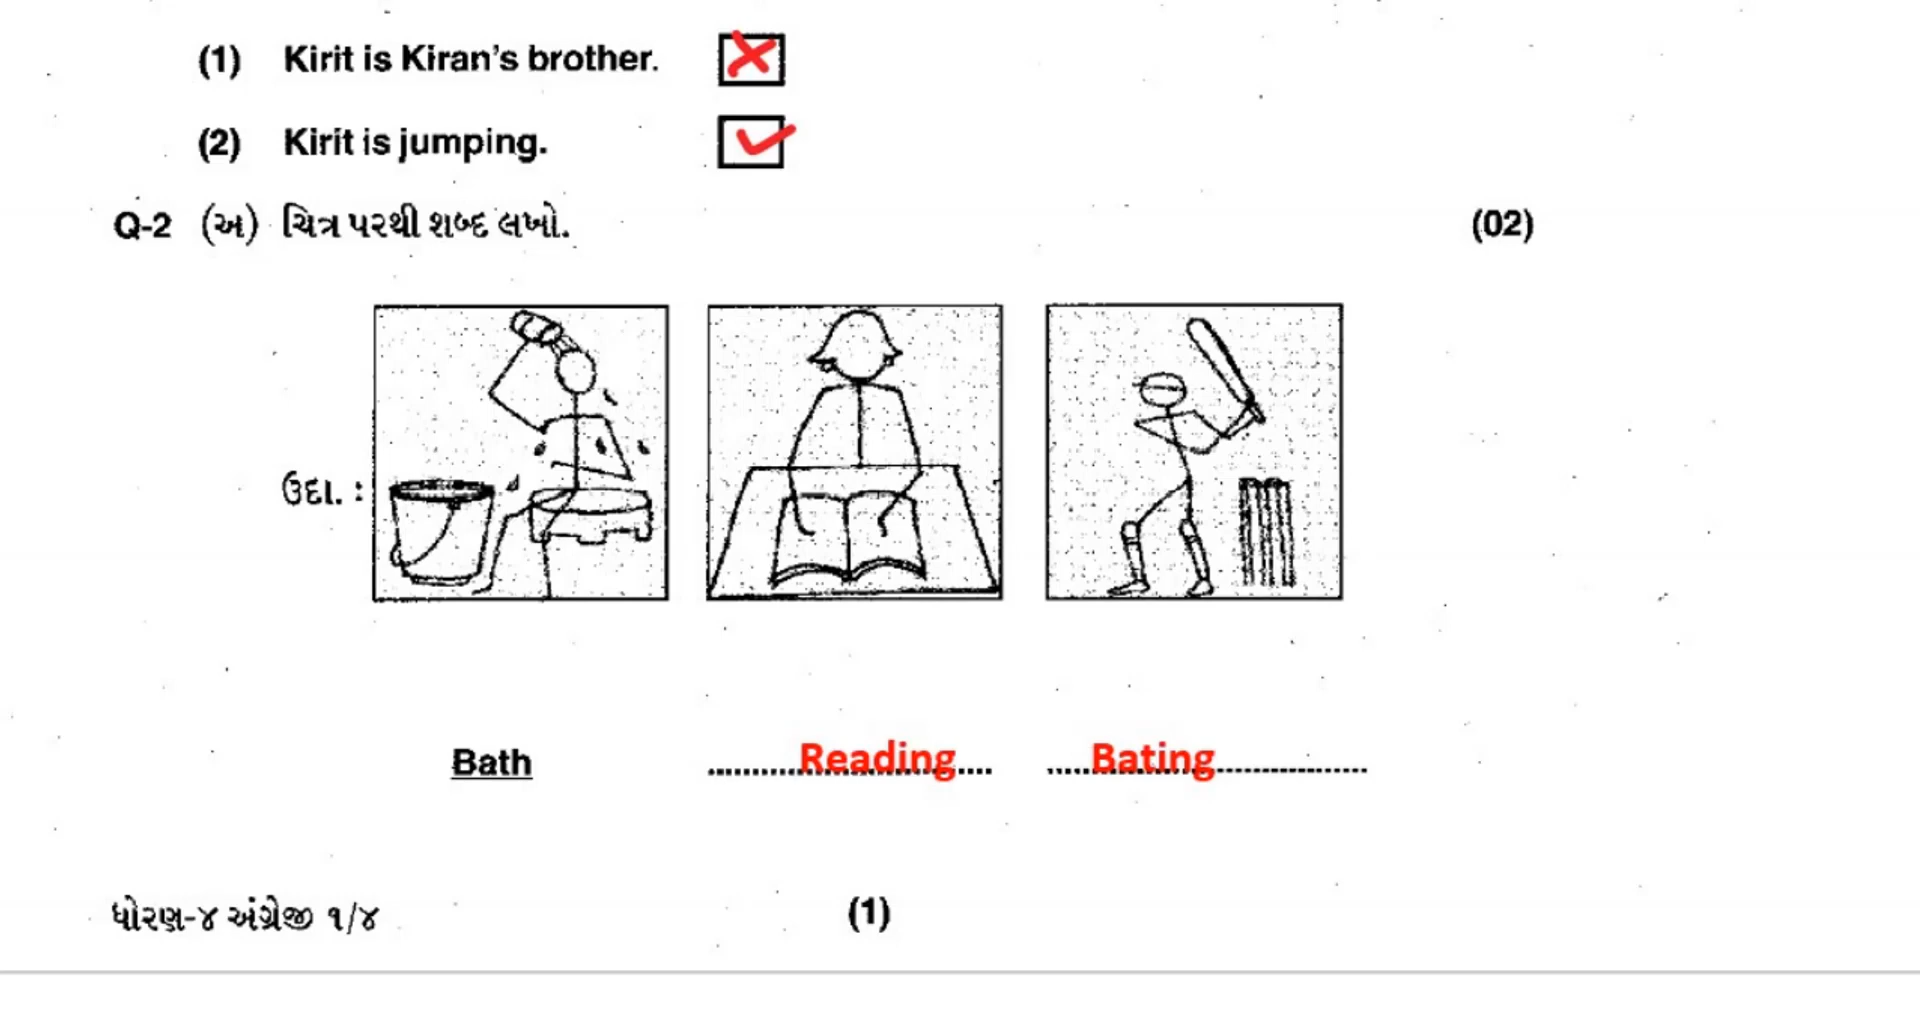 (1) Kirit is Kiran's brother.
(2) Kirit is jumping.
Q-2 (અ) ચિત્ર પરથી શબ્દ લખો. (02)
ઉદા. :
Bath Reading Bating
ધોરણ-૪ અંગ્રેજી ૧/૪ (1)